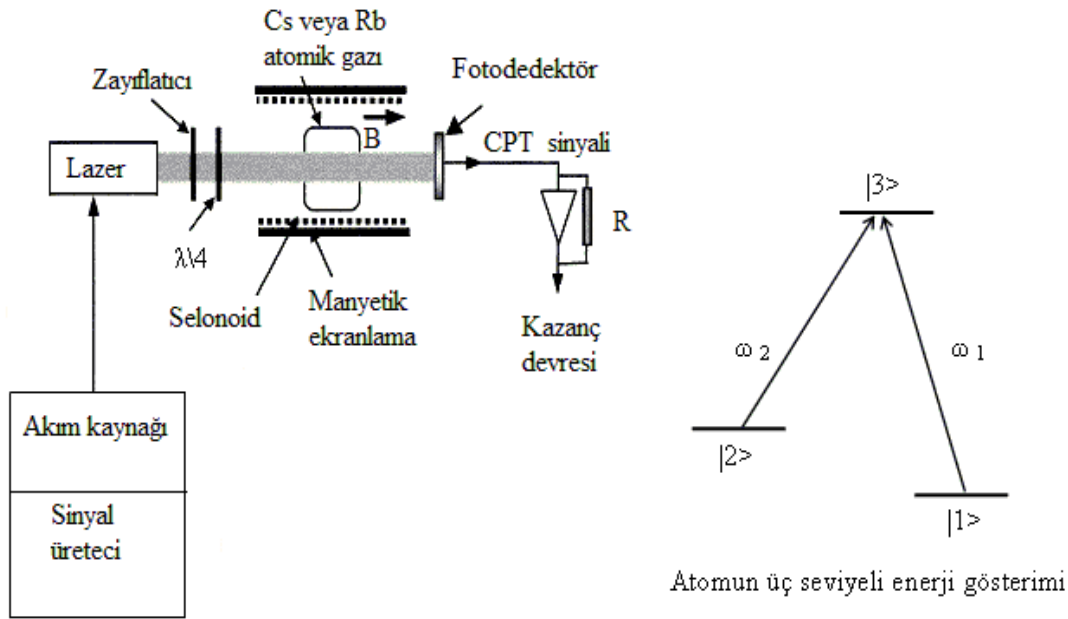 Cs veya Rb
atomik gazı
Zayıflatıcı
Fotodedektör
B
CPT sinyali
Lazer
|3>
R
λ\4
Selonoid
Manyetik
ekranlama
Kazanç
devresi
ω 2
ω 1
Akım kaynağı
|2>
|1>
Sinyal
üreteci
Atomun üç seviyeli enerji gösterimi